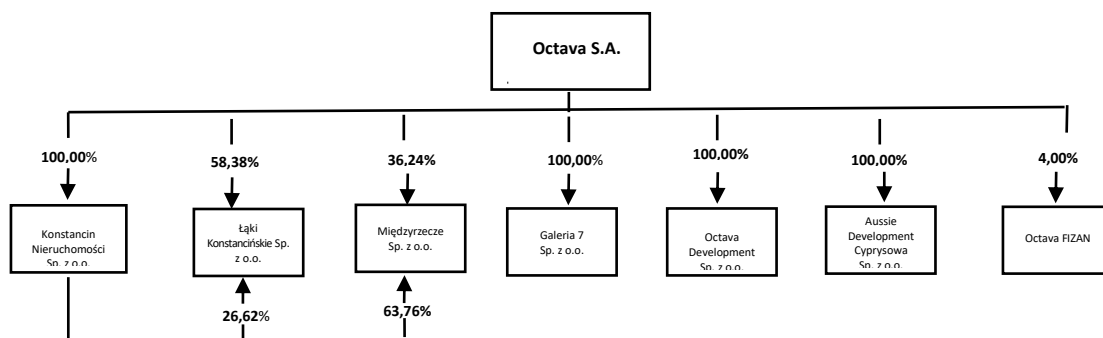 Octava S.A.
100,00%
58,38%
36,24%
100,00%
100,00%
100,00%
4,00%
Konstancin
Nieruchomości
Sp. z o.o.
Łąki
Konstancińskie Sp.
z o.o.
Międzyrzecze
Sp. z o.o.
Galeria 7
Sp. z o.o.
Octava
Development
Sp. z o.o.
Aussie
Development
Cyprysowa
Sp. z o.o.
Octava FIZAN
26,62%
63,76%